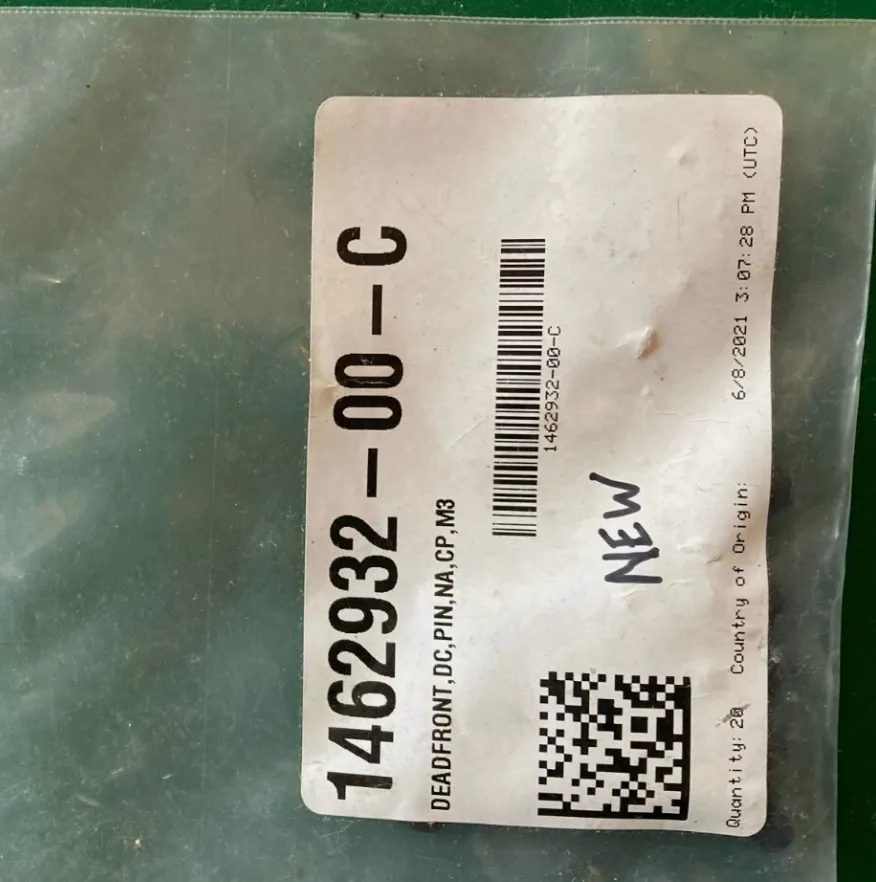 1462932-00-C
DEADFRONT,DC,PIN,NA,CP,M3
1462932-00-C
NEW
Quantity: 20 Country of Origin: 6/8/2021 3:07:28 PM (UTC)